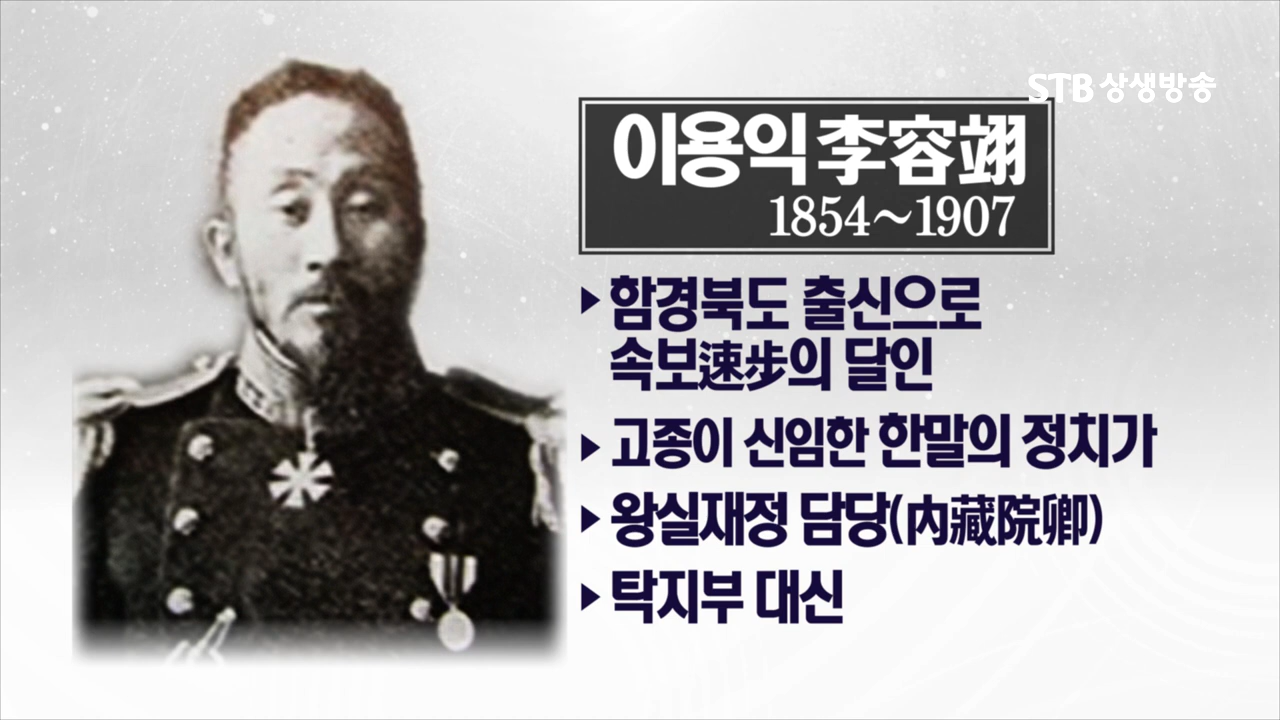 STB 상생방송
이용익 李容翊
1854~1907
▶ 함경북도 출신으로
속보速步의 달인
▶ 고종이 신임한 한말의 정치가
▶ 왕실재정 담당(內藏院卿)
▶ 탁지부 대신